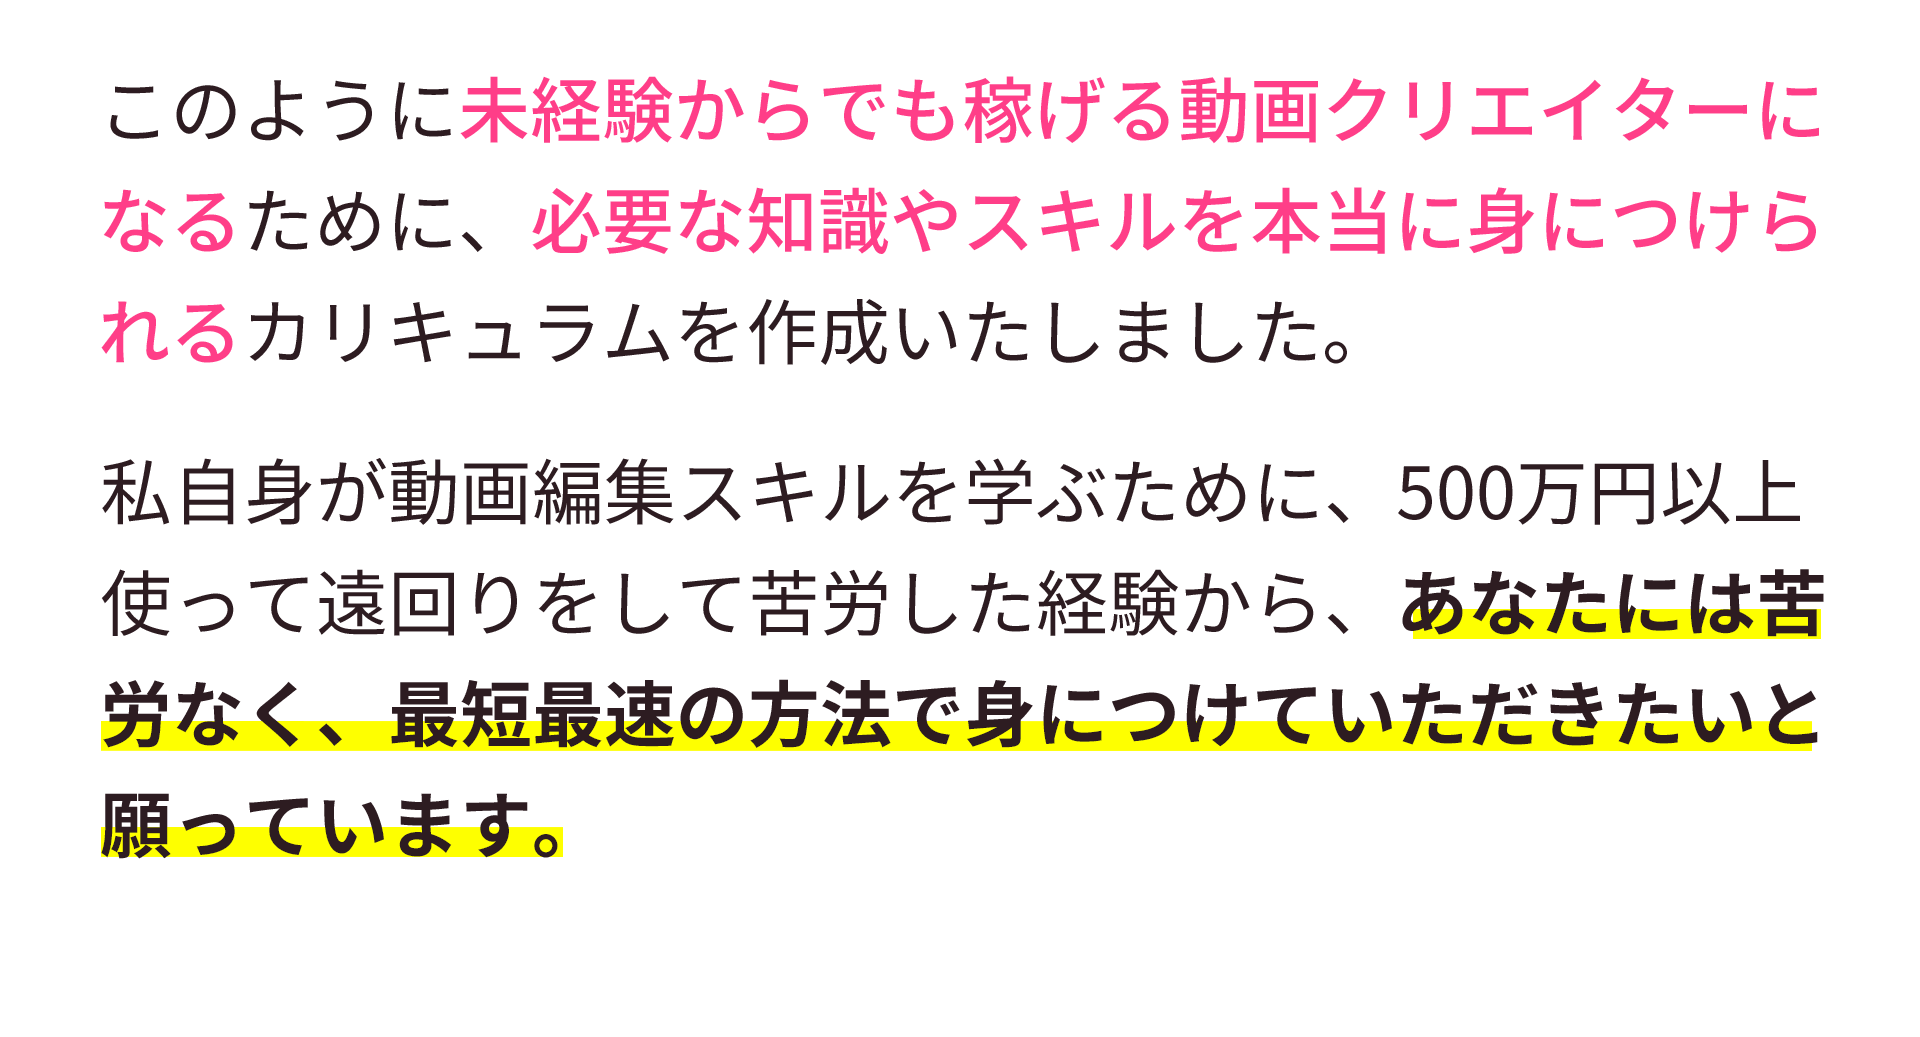 このように未経験からでも稼げる動画クリエイターに
なるために、必要な知識やスキルを本当に身につけら
れるカリキュラムを作成いたしました。
私自身が動画編集スキルを学ぶために、500万円以上
使って遠回りをして苦労した経験から、あなたには苦
労なく、最短最速の方法で身につけていただきたいと
願っています。